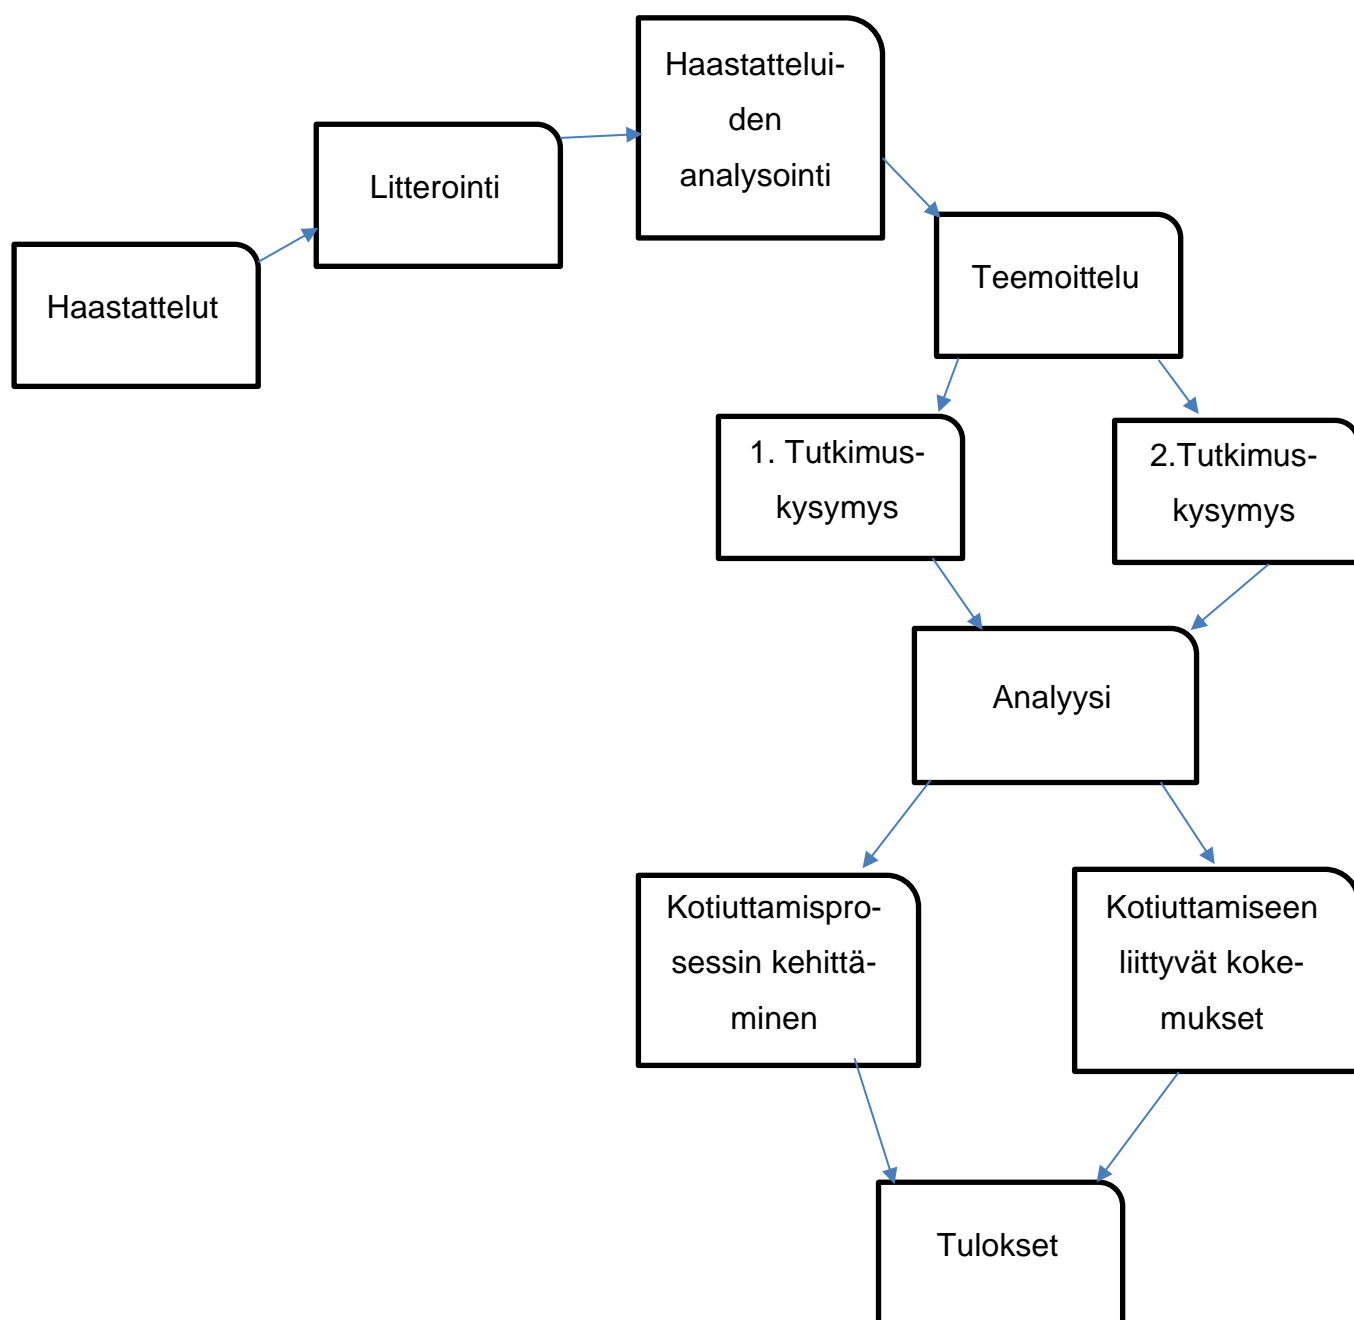 Haastattelui-
den
analysointi
Litterointi
Haastattelut
Teemoittelu
1. Tutkimus-
kysymys
2.Tutkimus-
kysymys
Analyysi
Kotiuttamispro-
sessin kehittä-
minen
Kotiuttamiseen
liittyvät koke-
mukset
Tulokset